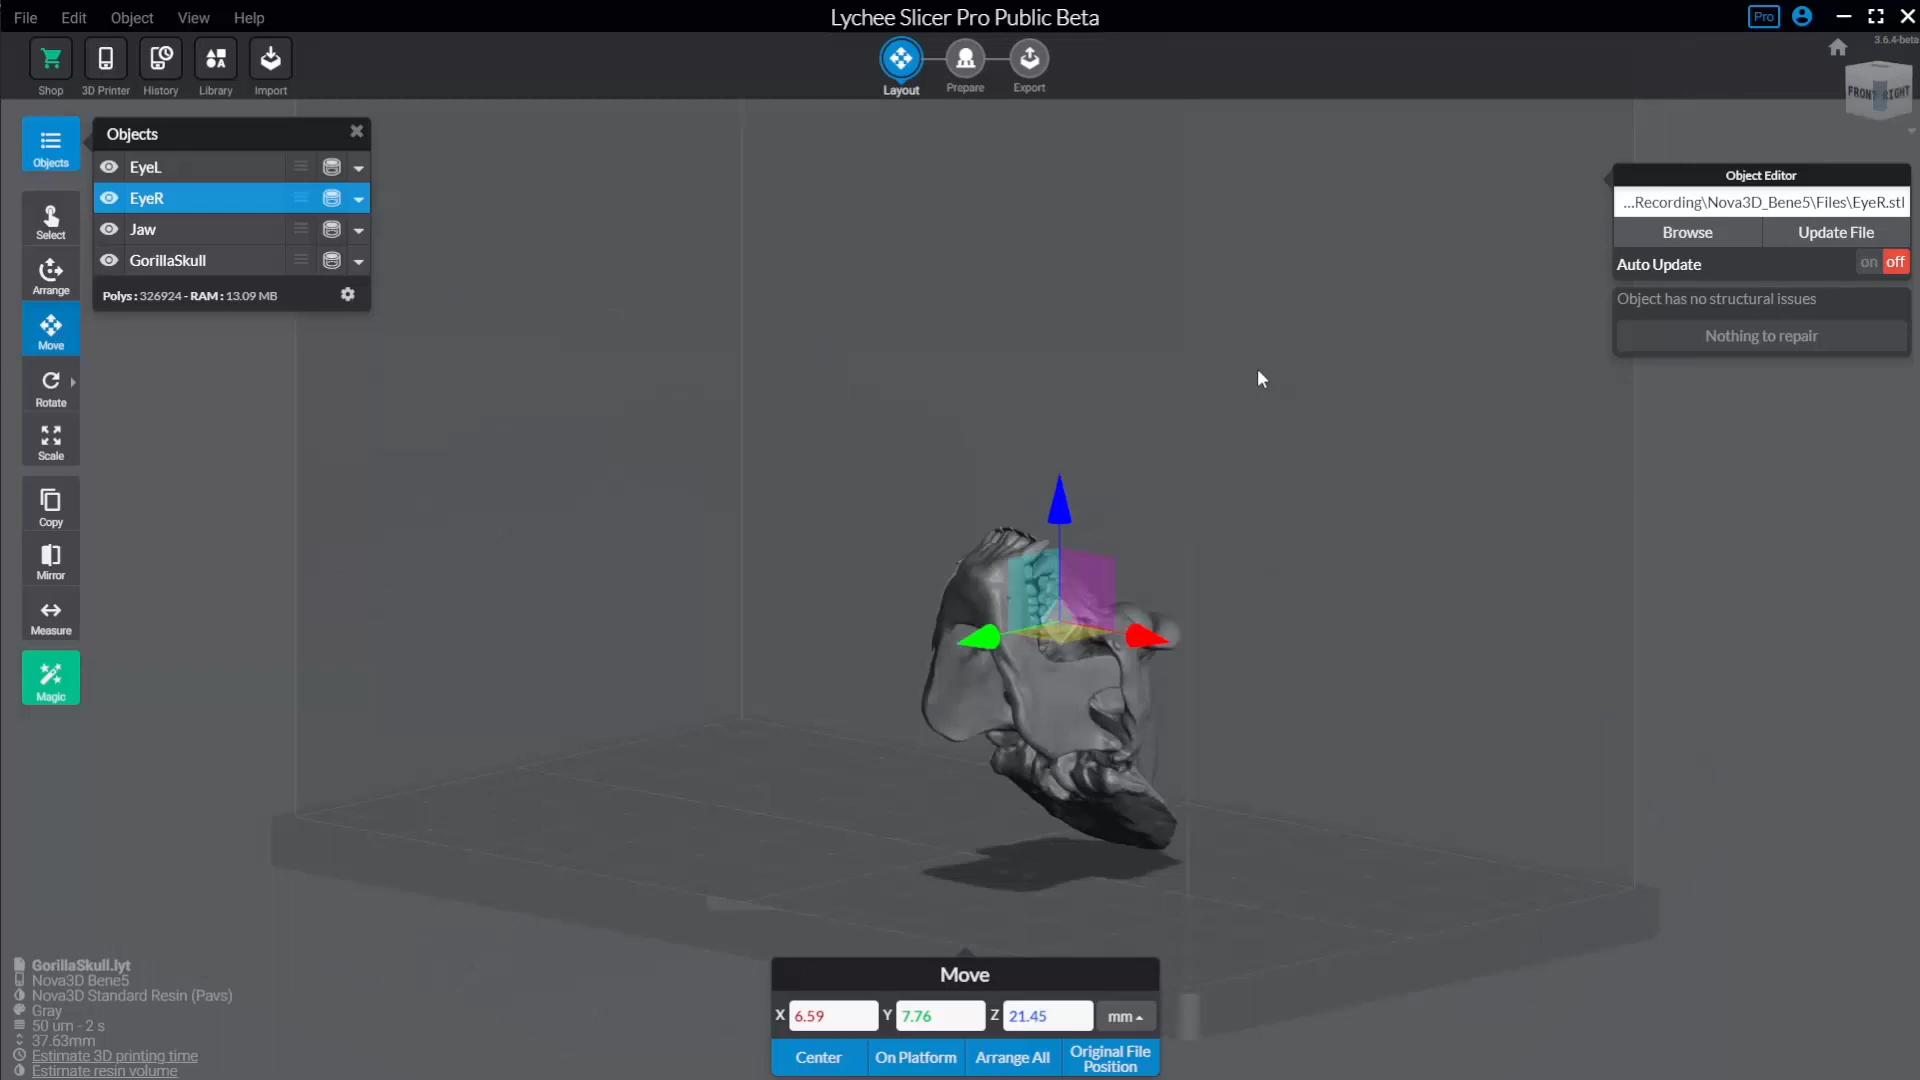 File Edit Object View Help
Lychee Slicer Pro Public Beta
Pro
3.6.4-beta
Shop 3D Printer History Library Import
Layout Prepare Export
FRONT RIGHT
Objects
Objects
EyeL
EyeR
Jaw
GorillaSkull
Polys : 326924 - RAM : 13.09 MB
Select
Arrange
Move
Rotate
Scale
Copy
Mirror
Measure
Magic
Object Editor
...Recording\Nova3D_Bene5\Files\EyeR.stl
Browse Update File
Auto Update on off
Object has no structural issues
Nothing to repair
GorillaSkull.lyt
Nova3D Bene5
Nova3D Standard Resin (Pavs)
Gray
50 um - 2 s
37.63mm
Estimate 3D printing time
Estimate resin volume
Move
X 6.59 Y 7.76 Z 21.45 mm
Center On Platform Arrange All Original File
Position